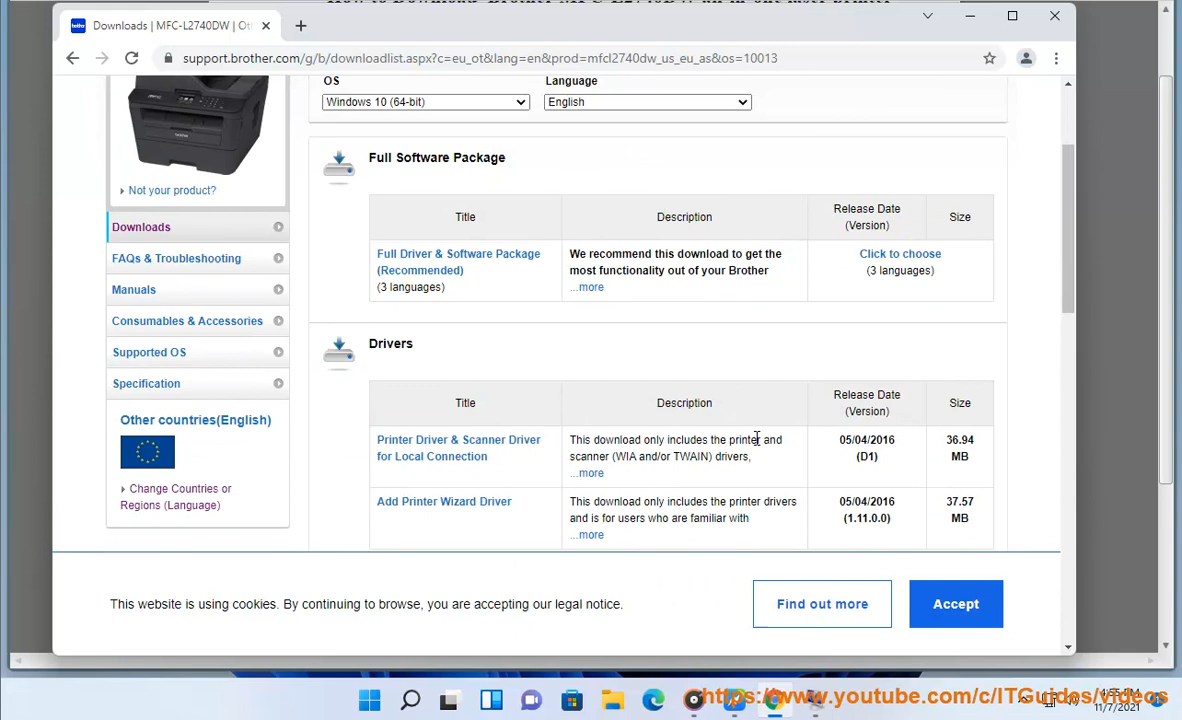 Downloads | MFC-L2740DW | Ot
support.brother.com/g/b/downloadlist.aspx?c=eu_ot&lang=en&prod=mfcl2740dw_us_eu_as&os=10013
OS
Language
Windows 10 (64-bit)
English
Not your product?
Downloads
FAQs & Troubleshooting
Manuals
Consumables & Accessories
Supported OS
Specification
Other countries(English)
Change Countries or
Regions (Language)
Full Software Package
Title
Description
Release Date
(Version)
Size
Full Driver & Software Package
(Recommended)
(3 languages)
We recommend this download to get the
most functionality out of your Brother
...more
Click to choose
(3 languages)
Drivers
Title
Description
Release Date
(Version)
Size
Printer Driver & Scanner Driver
for Local Connection
This download only includes the printer and
scanner (WIA and/or TWAIN) drivers,
...more
05/04/2016
(D1)
36.94
MB
Add Printer Wizard Driver
This download only includes the printer drivers
and is for users who are familiar with
...more
05/04/2016
(1.11.0.0)
37.57
MB
This website is using cookies. By continuing to browse, you are accepting our legal notice.
Find out more
Accept
https://www.youtube.com/c/ITGuides/videos
4:55 PM
11/7/2021